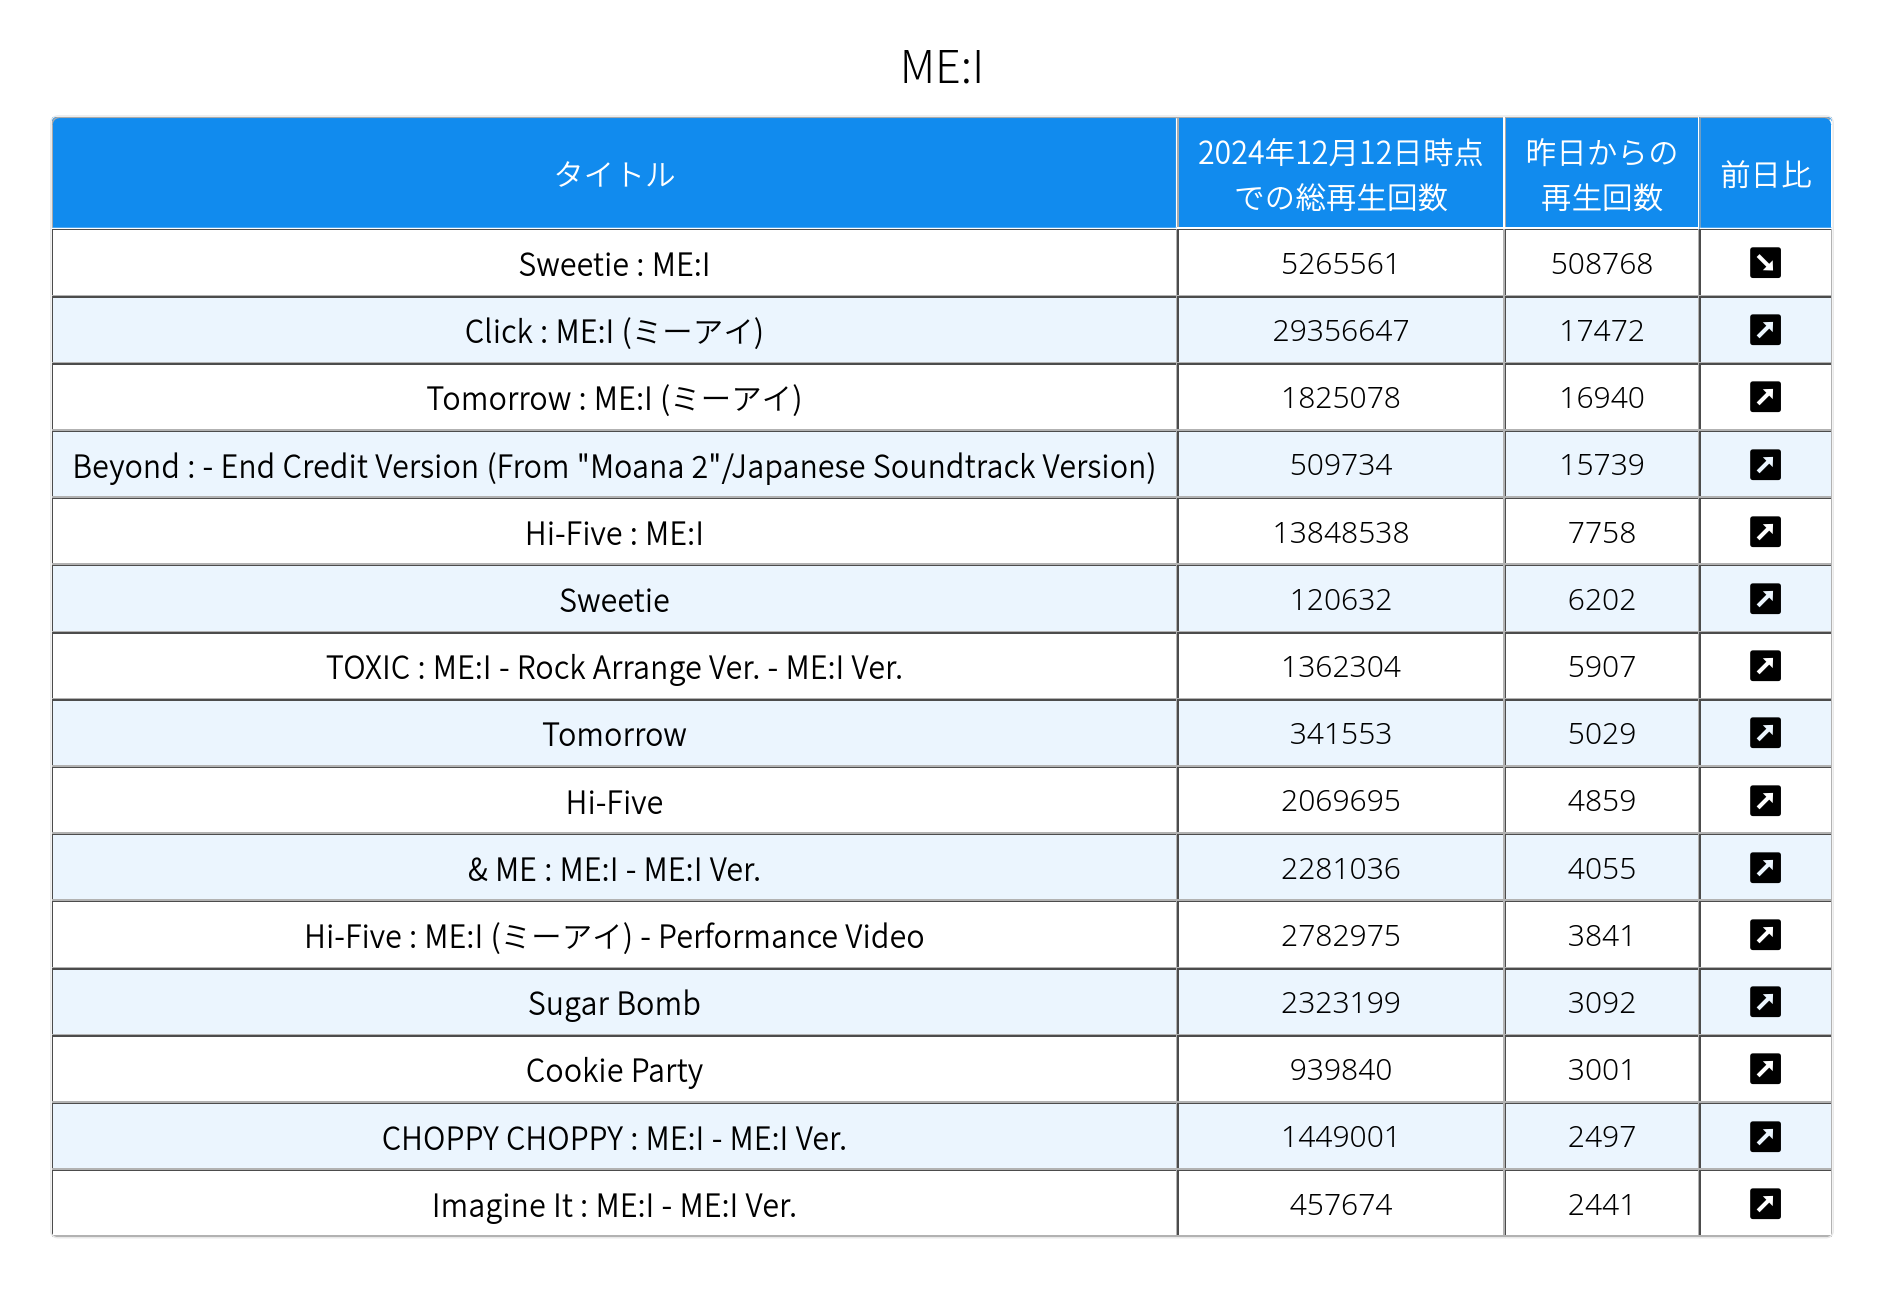 ME:I
タイトル
2024年12月12日時点
での総再生回数
昨日からの
再生回数
前日比
Sweetie : ME:I 5265561 508768
Click : ME:I (ミーアイ) 29356647 17472
Tomorrow : ME:I (ミーアイ) 1825078 16940
Beyond : - End Credit Version (From "Moana 2"/Japanese Soundtrack Version) 509734 15739
Hi-Five : ME:I 13848538 7758
Sweetie 120632 6202
TOXIC : ME:I - Rock Arrange Ver. - ME:I Ver. 1362304 5907
Tomorrow 341553 5029
Hi-Five 2069695 4859
& ME : ME:I - ME:I Ver. 2281036 4055
Hi-Five : ME:I (ミーアイ) - Performance Video 2782975 3841
Sugar Bomb 2323199 3092
Cookie Party 939840 3001
CHOPPY CHOPPY : ME:I - ME:I Ver. 1449001 2497
Imagine It : ME:I - ME:I Ver. 457674 2441